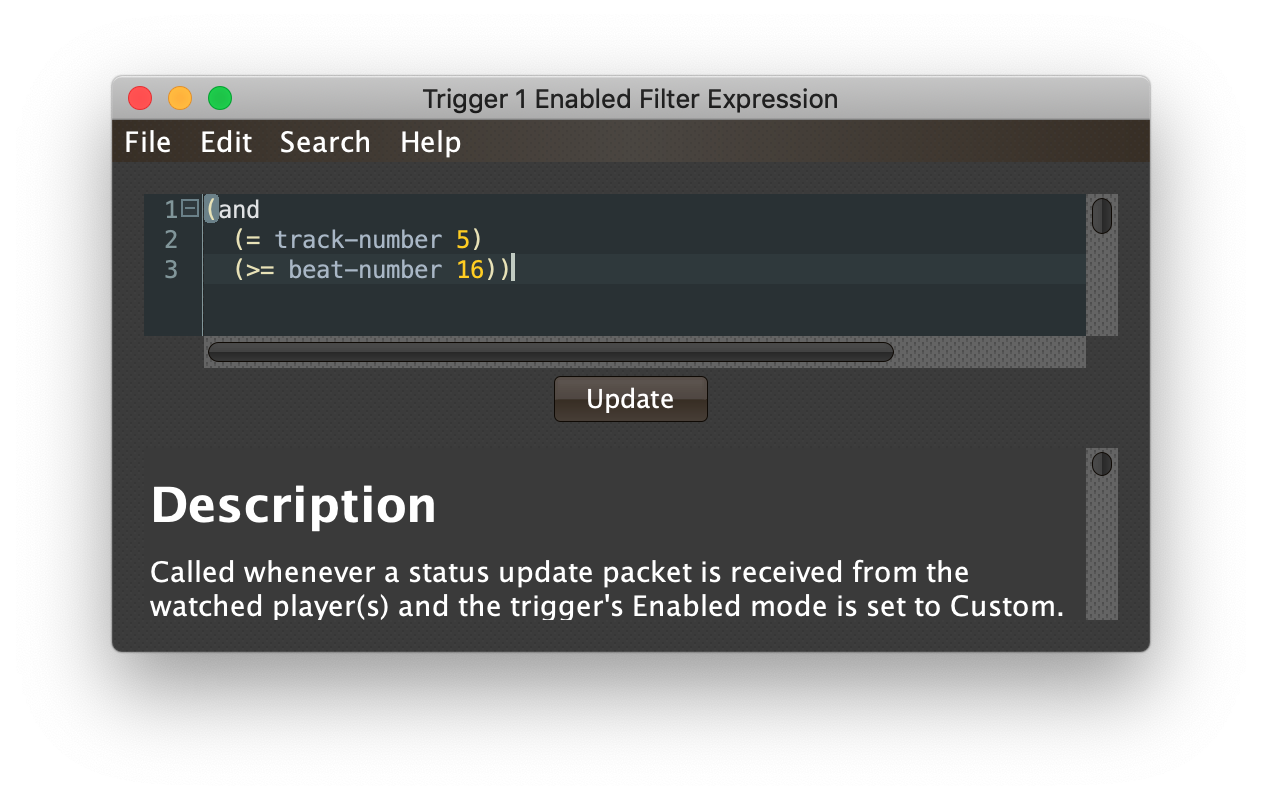 Trigger 1 Enabled Filter Expression
File Edit Search Help
1 (and
2 (= track-number 5)
3 (>= beat-number 16))
Update
Description
Called whenever a status update packet is received from the
watched player(s) and the trigger's Enabled mode is set to Custom.